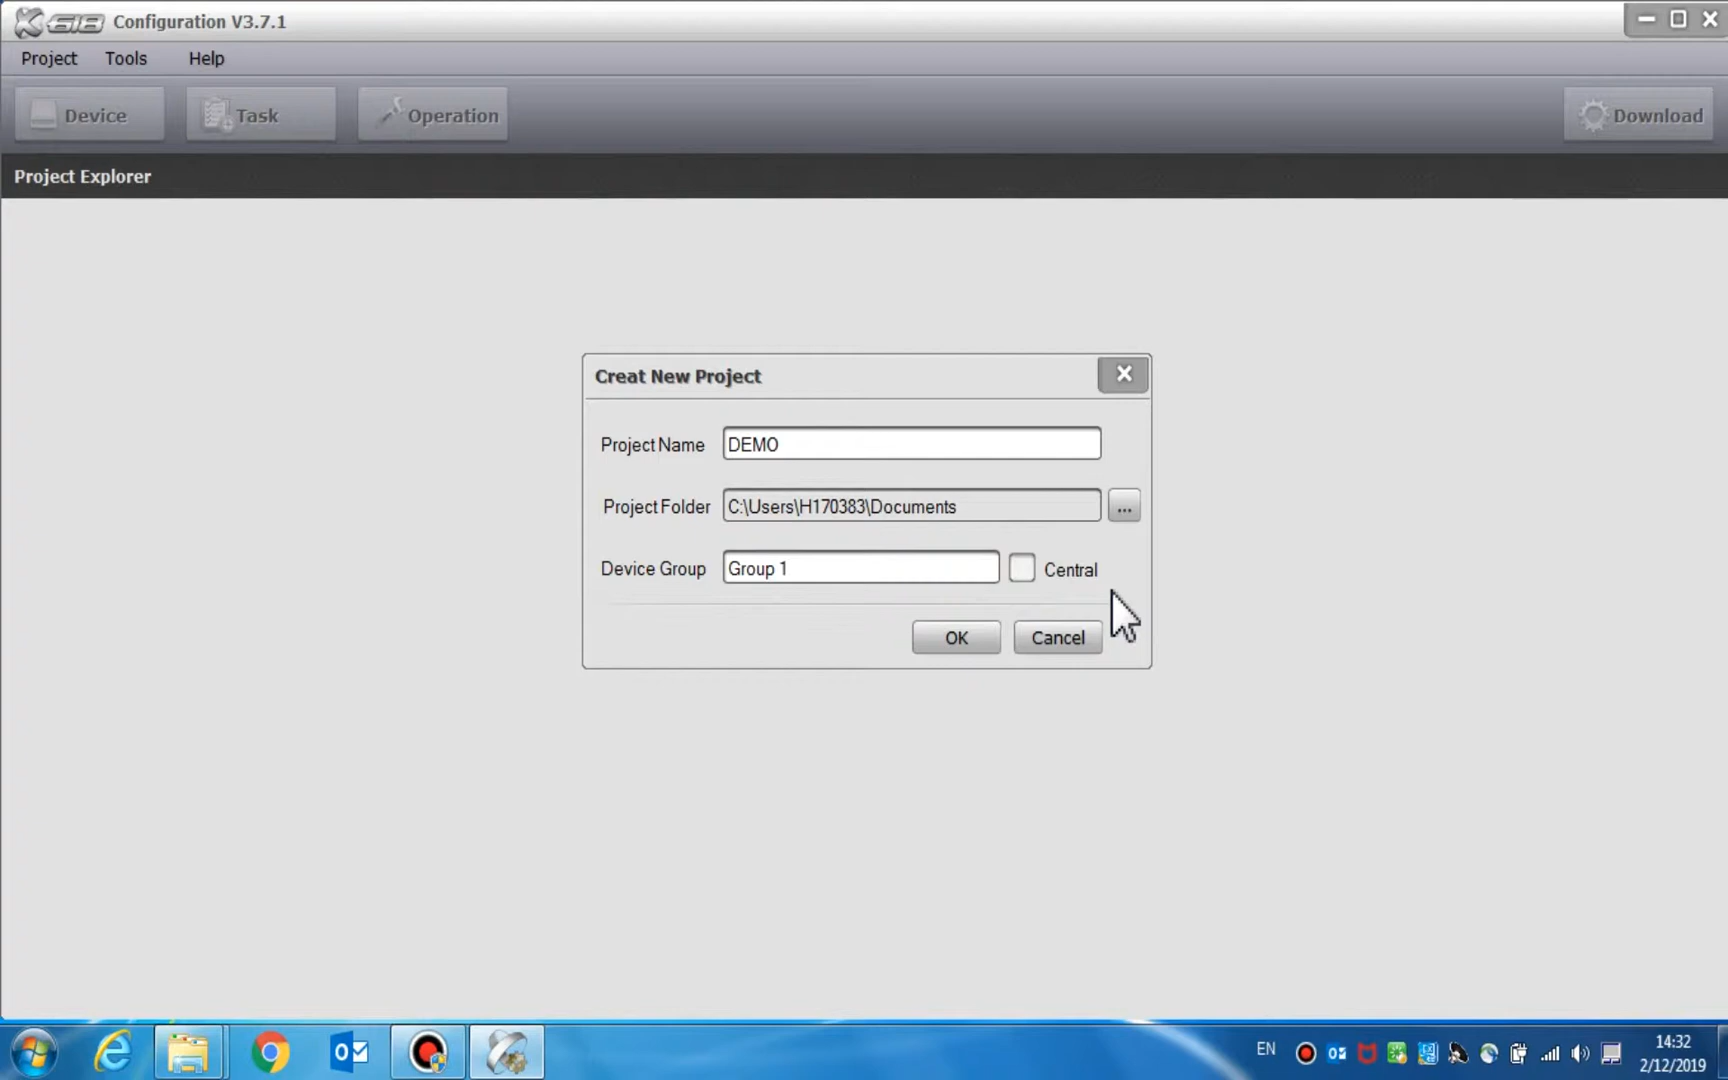 X-618 Configuration V3.7.1
Project Tools Help
Device Task Operation Download
Project Explorer
Creat New Project
Project Name DEMO
Project Folder C:\Users\H170383\Documents ...
Device Group Group 1 Central
OK Cancel
EN 14:32
2/12/2019